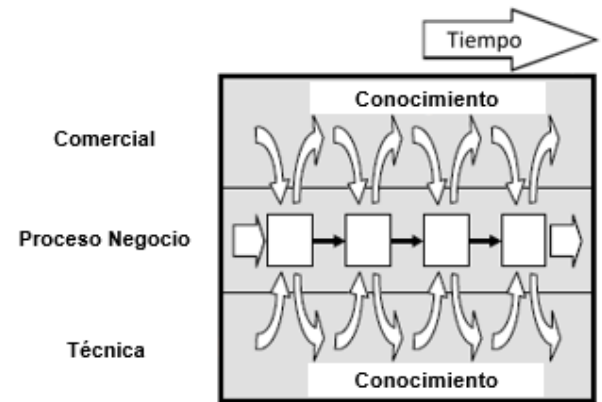 Tiempo
Conocimiento
Comercial
Proceso Negocio
Técnica
Conocimiento